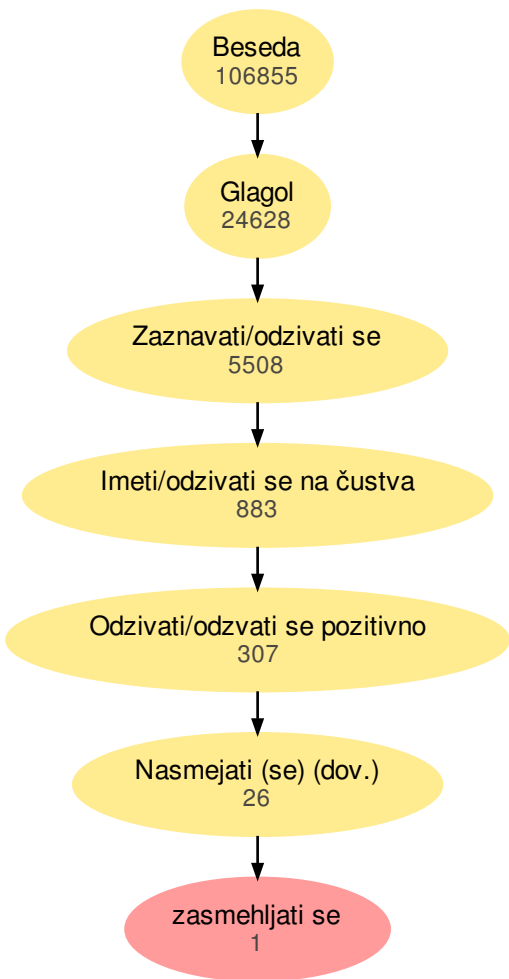 Beseda
106855
Glagol
24628
Zaznavati/odzivati se
5508
Imeti/odzivati se na čustva
883
Odzivati/odzvati se pozitivno
307
Nasmejati (se) (dov.)
26
zasmehljati se
1